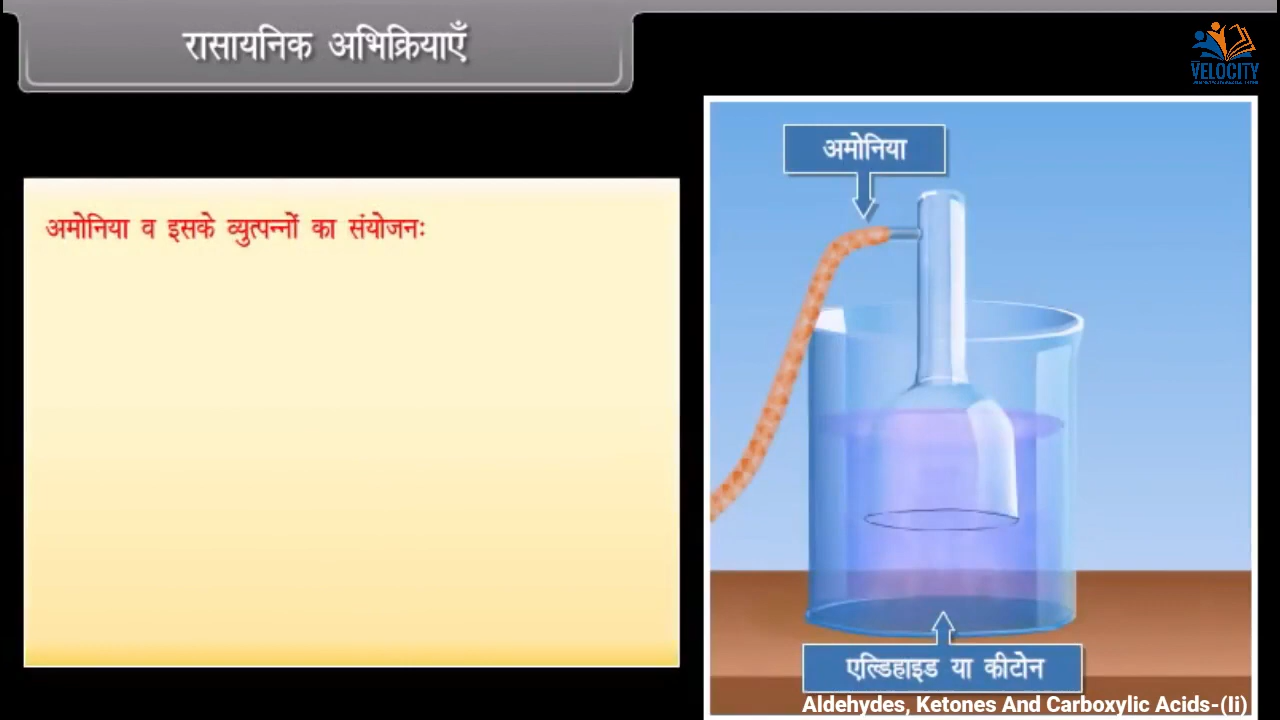 रासायनिक अभिक्रियाएँ
VELOCITY
अमोनिया
अमोनिया व इसके व्युत्पन्नों का संयोजनः
एल्डिहाइड या कीटोन
Aldehydes, Ketones And Carboxylic Acids-(Ii)